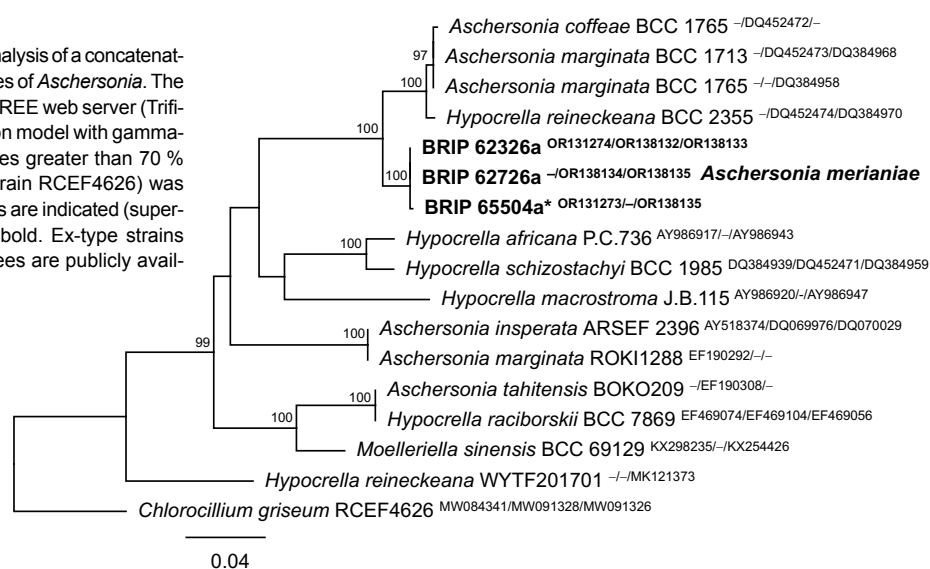 nalysis of a concatenat-
es of Aschersonia. The
REE web server (Trifi-
on model with gamma-
es greater than 70 %
rain RCEF4626) was
s are indicated (super-
bold. Ex-type strains
ees are publicly avail-
Aschersonia coffeae BCC 1765 –/DQ452472/–
97
Aschersonia marginata BCC 1713 –/DQ452473/DQ384968
100
Aschersonia marginata BCC 1765 –/–/DQ384958
Hypocrella reineckeana BCC 2355 –/DQ452474/DQ384970
100
BRIP 62326a OR131274/OR138132/OR138133
100
BRIP 62726a –/OR138134/OR138135 Aschersonia merianiae
BRIP 65504a* OR131273/–/OR138135
100
Hypocrella africana P.C.736 AY986917/–/AY986943
Hypocrella schizostachyi BCC 1985 DQ384939/DQ452471/DQ384959
Hypocrella macrostroma J.B.115 AY986920/-/AY986947
99
100
Aschersonia insperata ARSEF 2396 AY518374/DQ069976/DQ070029
Aschersonia marginata ROKI1288 EF190292/–/–
100
Aschersonia tahitensis BOKO209 –/EF190308/–
100
Hypocrella raciborskii BCC 7869 EF469074/EF469104/EF469056
Moelleriella sinensis BCC 69129 KX298235/–/KX254426
Hypocrella reineckeana WYTF201701 –/–/MK121373
Chlorocillium griseum RCEF4626 MW084341/MW091328/MW091326
0.04